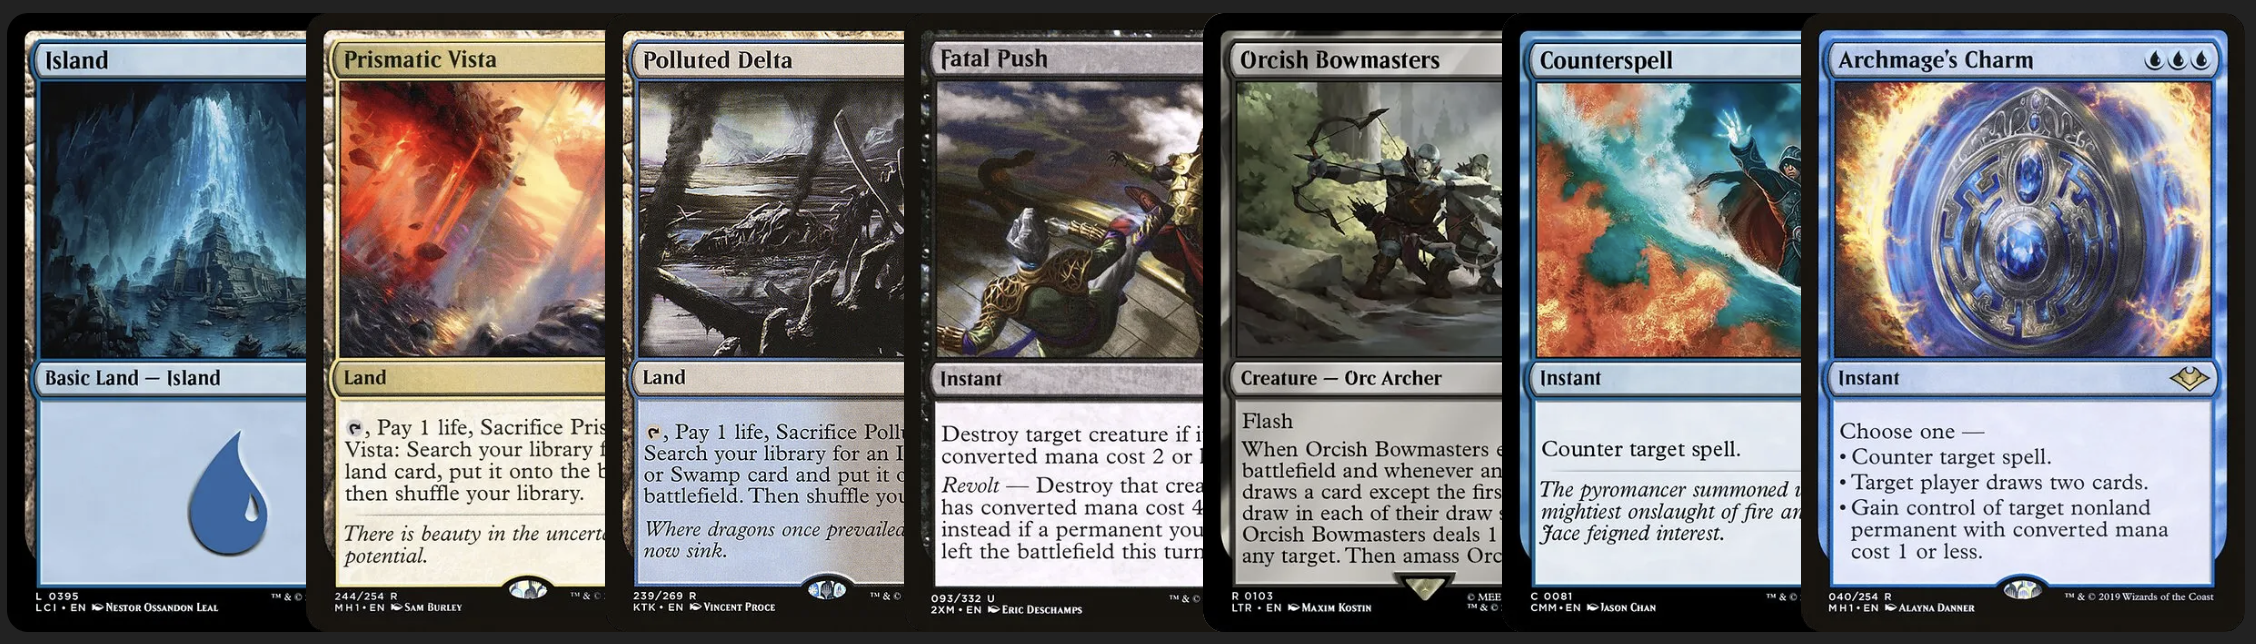 Island
Basic Land — Island
L 0395
LCI • EN Nestor Ossandon Leal
™ & ©
Prismatic Vista
Land
, Pay 1 life, Sacrifice Pris
Vista: Search your library f
land card, put it onto the b
then shuffle your library.
There is beauty in the uncerta
potential.
244/254 R
MH1 • EN Sam Burley
™ & ©
Polluted Delta
Land
, Pay 1 life, Sacrifice Poll
Search your library for an I
or Swamp card and put it o
battlefield. Then shuffle you
Where dragons once prevailed
now sink.
239/269 R
KTK • EN Vincent Proce
™ & ©
Fatal Push
Instant
Destroy target creature if i
converted mana cost 2 or l
Revolt — Destroy that crea
has converted mana cost 4
instead if a permanent you
left the battlefield this turn
093/332 U
2XM • EN Eric Deschamps
™ & ©
Orcish Bowmasters
Creature — Orc Archer
Flash
When Orcish Bowmasters e
battlefield and whenever an
draws a card except the firs
draw in each of their draw s
Orcish Bowmasters deals 1
any target. Then amass Orc
R 0103
LTR • EN Maxim Kostin
© MEE
™ & ©
Counterspell
Instant
Counter target spell.
The pyromancer summoned
mightiest onslaught of fire an
Jace feigned interest.
C 0081
CMM • EN Jason Chan
™ & ©
Archmage's Charm
Instant
Choose one —
• Counter target spell.
• Target player draws two cards.
• Gain control of target nonland
permanent with converted mana
cost 1 or less.
040/254 R
MH1 • EN Alayna Danner
™ & © 2019 Wizards of the Coast